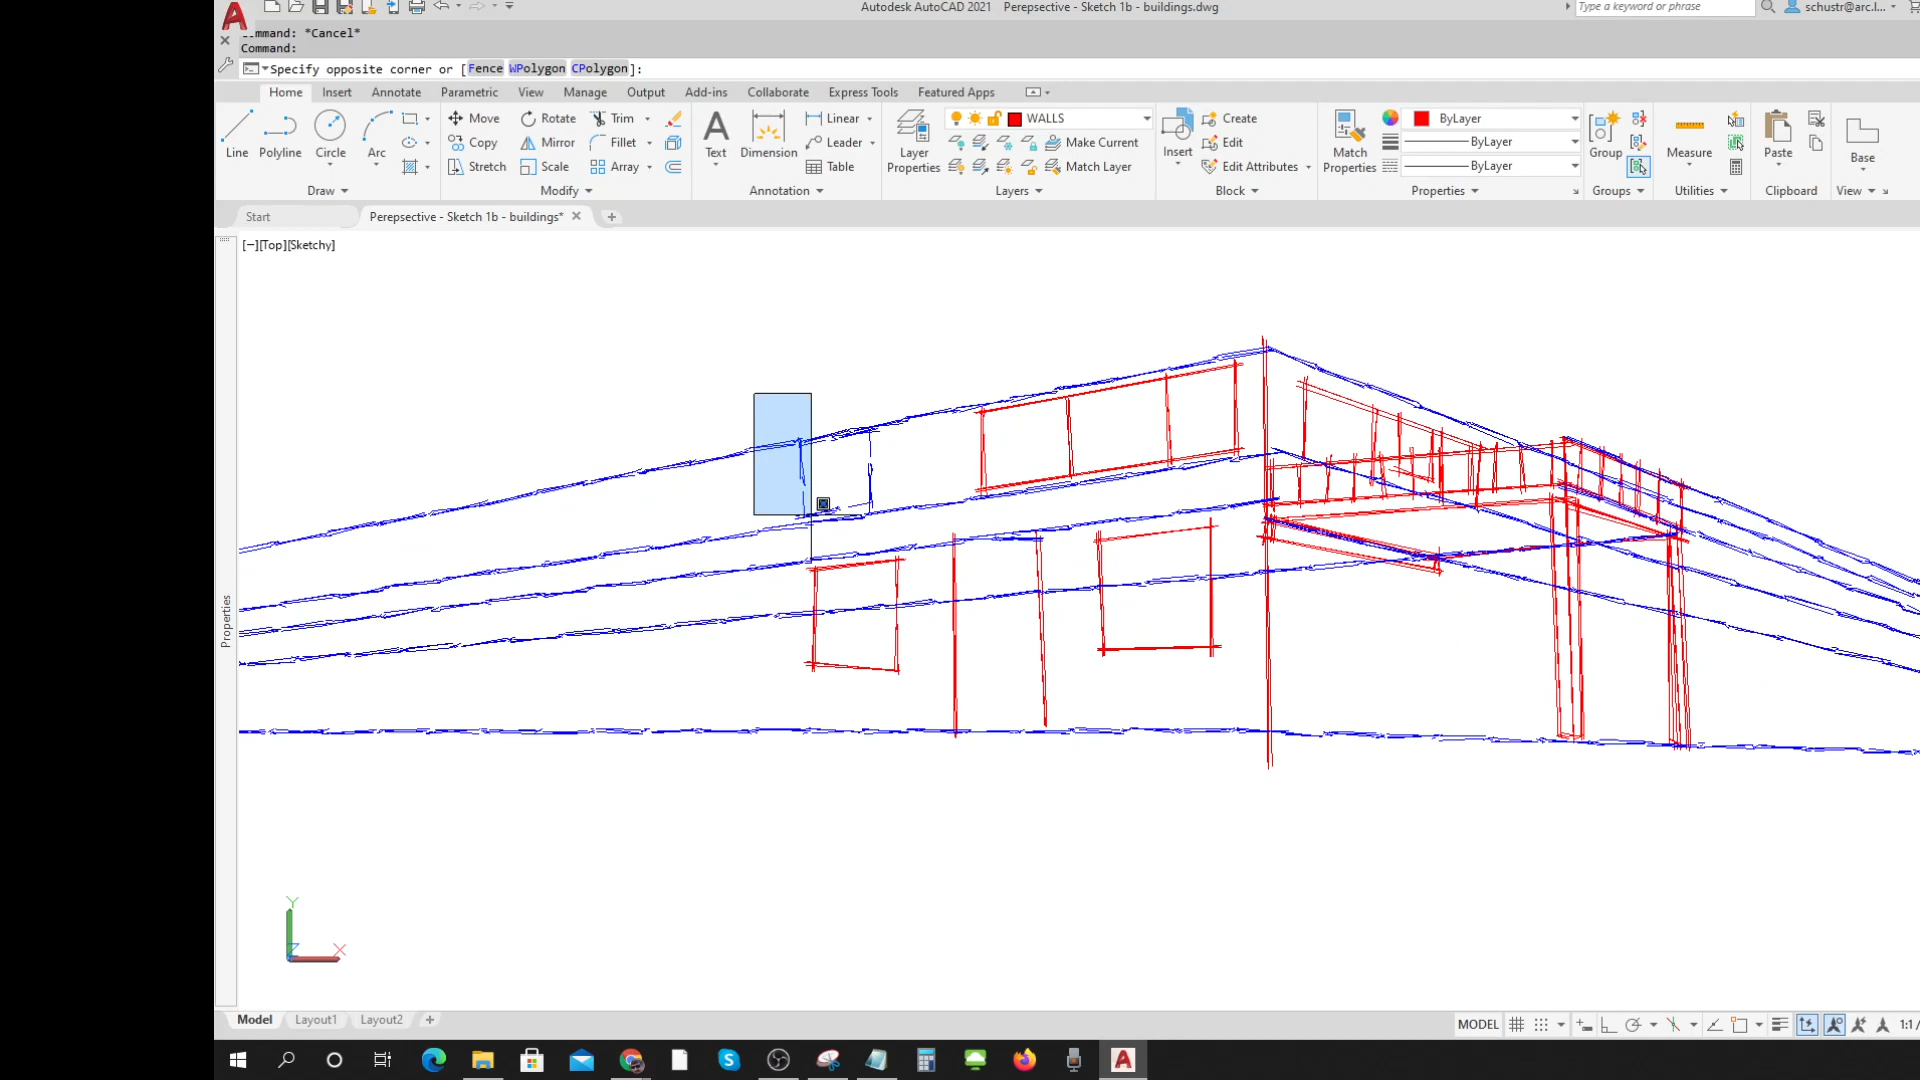 Autodesk AutoCAD 2021 Perepsective - Sketch 1b - buildings.dwg
Type a keyword or phrase
schustr@arc.l...
Command: *Cancel*
Command:
Specify opposite corner or [Fence WPolygon CPolygon]:
Home Insert Annotate Parametric View Manage Output Add-ins Collaborate Express Tools Featured Apps
Line Polyline Circle Arc
Draw
Move Rotate Trim
Copy Mirror Fillet
Stretch Scale Array
Modify
Text Dimension
Linear
Leader
Table
Annotation
Layer Properties
WALLS
Make Current
Match Layer
Layers
Insert
Create
Edit
Edit Attributes
Block
Match Properties
ByLayer
ByLayer
ByLayer
Properties
Group
Groups
Measure
Utilities
Paste
Clipboard
Base
View
Start Perepsective - Sketch 1b - buildings*
[−][Top][Sketchy]
Properties
Y
Z
X
Model Layout1 Layout2
MODEL
1:1 /